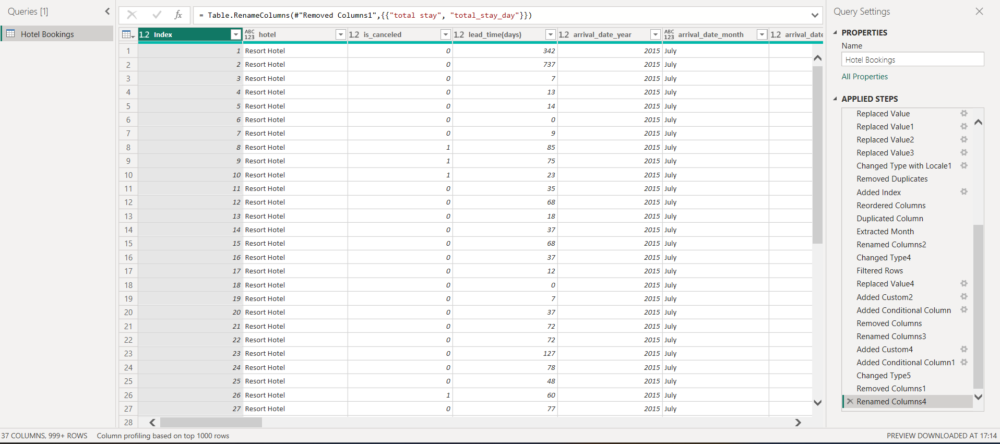 Queries [1]
Hotel Bookings
fx
= Table.RenameColumns(#"Removed Columns1",{{"total stay", "total_stay_day"}})
1.2 Index ABC 123 hotel 1.2 is_canceled 1.2 lead_time(days) 1.2 arrival_date_year ABC 123 arrival_date_month 1.2 arrival_date
1 1 Resort Hotel 0 342 2015 July
2 2 Resort Hotel 0 737 2015 July
3 3 Resort Hotel 0 7 2015 July
4 4 Resort Hotel 0 13 2015 July
5 5 Resort Hotel 0 14 2015 July
6 6 Resort Hotel 0 0 2015 July
7 7 Resort Hotel 0 9 2015 July
8 8 Resort Hotel 1 85 2015 July
9 9 Resort Hotel 1 75 2015 July
10 10 Resort Hotel 1 23 2015 July
11 11 Resort Hotel 0 35 2015 July
12 12 Resort Hotel 0 68 2015 July
13 13 Resort Hotel 0 18 2015 July
14 14 Resort Hotel 0 37 2015 July
15 15 Resort Hotel 0 68 2015 July
16 16 Resort Hotel 0 37 2015 July
17 17 Resort Hotel 0 12 2015 July
18 18 Resort Hotel 0 0 2015 July
19 19 Resort Hotel 0 7 2015 July
20 20 Resort Hotel 0 37 2015 July
21 21 Resort Hotel 0 72 2015 July
22 22 Resort Hotel 0 72 2015 July
23 23 Resort Hotel 0 127 2015 July
24 24 Resort Hotel 0 78 2015 July
25 25 Resort Hotel 0 48 2015 July
26 26 Resort Hotel 1 60 2015 July
27 27 Resort Hotel 0 77 2015 July
28
Query Settings
PROPERTIES
Name
Hotel Bookings
All Properties
APPLIED STEPS
Replaced Value
Replaced Value1
Replaced Value2
Replaced Value3
Changed Type with Locale1
Removed Duplicates
Added Index
Reordered Columns
Duplicated Column
Extracted Month
Renamed Columns2
Changed Type4
Filtered Rows
Replaced Value4
Added Custom2
Added Conditional Column
Removed Columns
Renamed Columns3
Added Custom4
Added Conditional Column1
Changed Type5
Removed Columns1
Renamed Columns4
37 COLUMNS, 999+ ROWS Column profiling based on top 1000 rows
PREVIEW DOWNLOADED AT 17:14